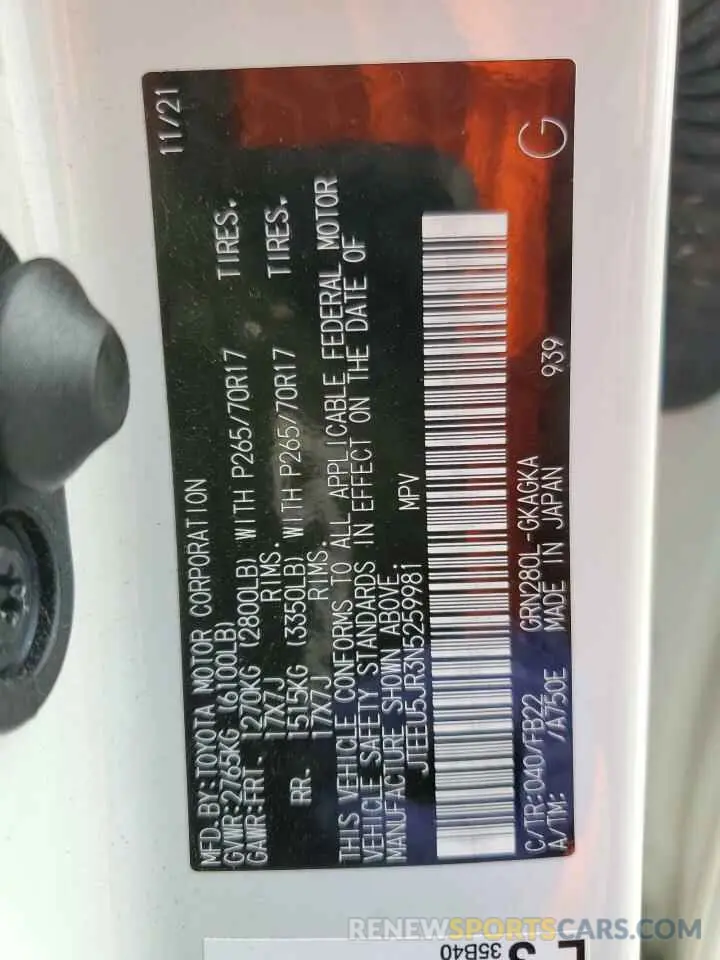 11/21
MFD. BY: TOYOTA MOTOR CORPORATION
GVWR: 2765KG (6100LB)
GAWR: FRT. 1270KG (2800LB) WITH P265/70R17 TIRES.
17X7J RIMS.
RR. 1515KG (3350LB) WITH P265/70R17 TIRES.
17X7J RIMS.
THIS VEHICLE CONFORMS TO ALL APPLICABLE FEDERAL MOTOR
VEHICLE SAFETY STANDARDS IN EFFECT ON THE DATE OF
MANUFACTURE SHOWN ABOVE.
JTEEU5JR3N5259981 MPV
C/TR: 040/FB22 GRN280L-GKAGKA 939 G
A/TM: /A750E MADE IN JAPAN
35B40
RENEWSPORTSCARS.COM